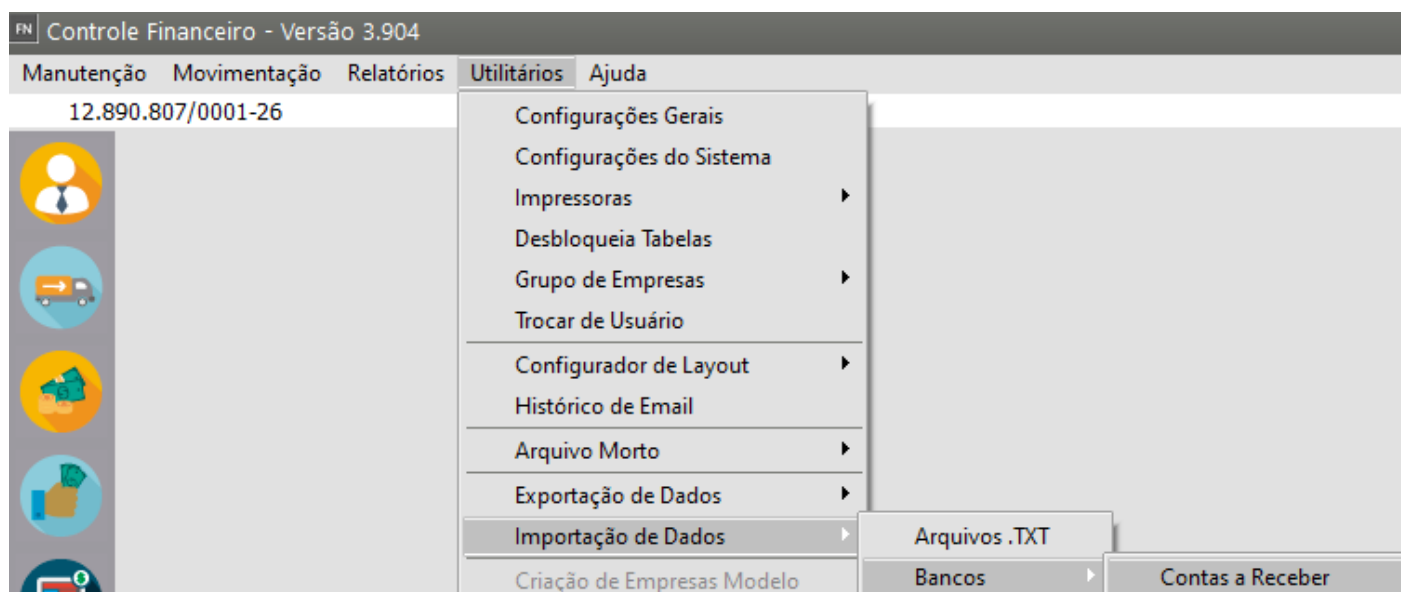 FN Controle Financeiro - Versão 3.904
Manutenção Movimentação Relatórios Utilitários Ajuda
12.890.807/0001-26
Configurações Gerais
Configurações do Sistema
Impressoras
Desbloqueia Tabelas
Grupo de Empresas
Trocar de Usuário
Configurador de Layout
Histórico de Email
Arquivo Morto
Exportação de Dados
Importação de Dados Arquivos .TXT
Criação de Empresas Modelo Bancos Contas a Receber